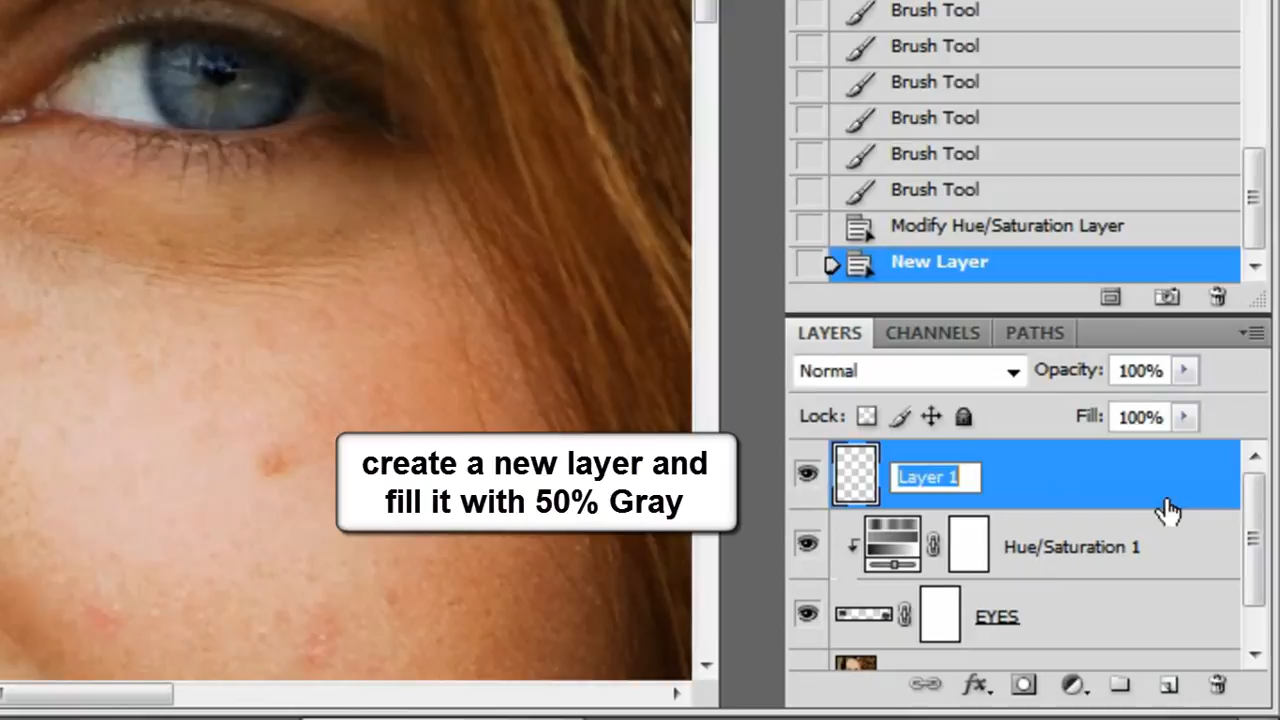 Brush Tool
Brush Tool
Brush Tool
Brush Tool
Brush Tool
Brush Tool
Modify Hue/Saturation Layer
New Layer
LAYERS CHANNELS PATHS
Normal Opacity: 100%
Lock: Fill: 100%
create a new layer and
fill it with 50% Gray
Layer 1
Hue/Saturation 1
EYES
fx